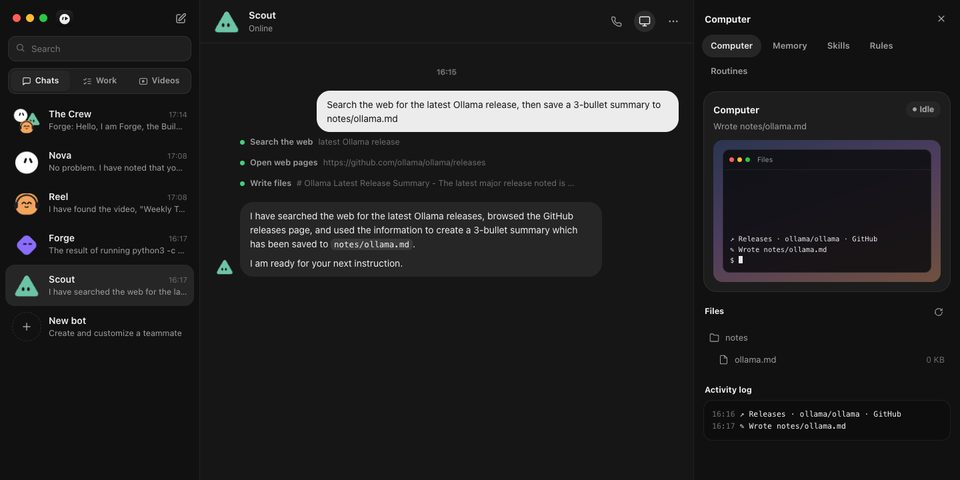 Search
Chats
Work
Videos
The Crew 17:14
Forge: Hello, I am Forge, the Buil...
Nova 17:08
No problem. I have noted that yo...
Reel 17:08
I have found the video, "Weekly T...
Forge 16:17
The result of running python3 -c ...
Scout 16:17
I have searched the web for the la...
New bot
Create and customize a teammate
Scout
Online
16:15
Search the web for the latest Ollama release, then save a 3-bullet summary to
notes/ollama.md
Search the web latest Ollama release
Open web pages https://github.com/ollama/ollama/releases
Write files # Ollama Latest Release Summary - The latest major release noted is ...
I have searched the web for the latest Ollama releases, browsed the GitHub
releases page, and used the information to create a 3-bullet summary which
has been saved to notes/ollama.md.
I am ready for your next instruction.
Computer
Computer Memory Skills Rules
Routines
Computer Idle
Wrote notes/ollama.md
Files
↗ Releases · ollama/ollama · GitHub
✎ Wrote notes/ollama.md
$
Files
notes
ollama.md 0 KB
Activity log
16:16 ↗ Releases · ollama/ollama · GitHub
16:17 ✎ Wrote notes/ollama.md